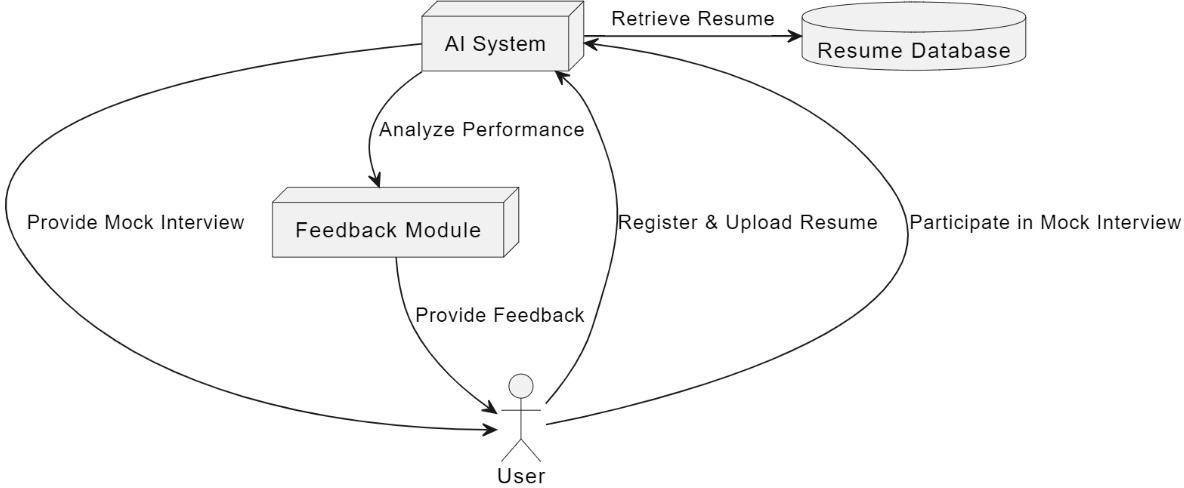 Retrieve Resume
AI System
Resume Database
Analyze Performance
Provide Mock Interview
Feedback Module
Register & Upload Resume
Participate in Mock Interview
Provide Feedback
User